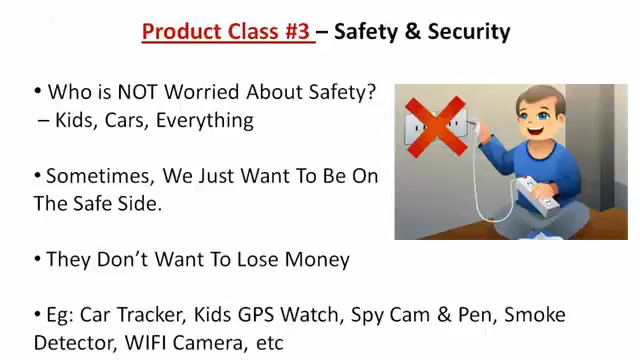 Product Class #3 – Safety & Security
• Who is NOT Worried About Safety?
– Kids, Cars, Everything
• Sometimes, We Just Want To Be On
The Safe Side.
• They Don’t Want To Lose Money
• Eg: Car Tracker, Kids GPS Watch, Spy Cam & Pen, Smoke
Detector, WIFI Camera, etc